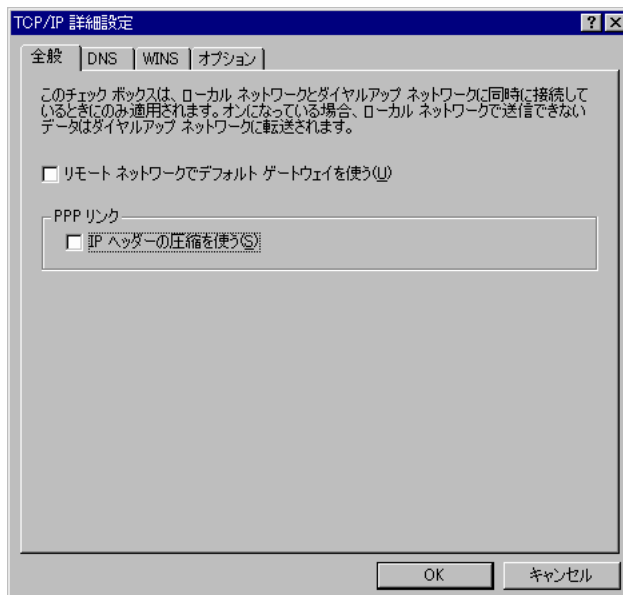 TCP/IP 詳細設定
全般 DNS WINS オプション
このチェック ボックスは、ローカル ネットワークとダイヤルアップ ネットワークに同時に接続して
いるときにのみ適用されます。オンになっている場合、ローカル ネットワークで送信できない
データはダイヤルアップ ネットワークに転送されます。
リモート ネットワークでデフォルト ゲートウェイを使う(U)
PPP リンク
IP ヘッダーの圧縮を使う(S)
OK キャンセル